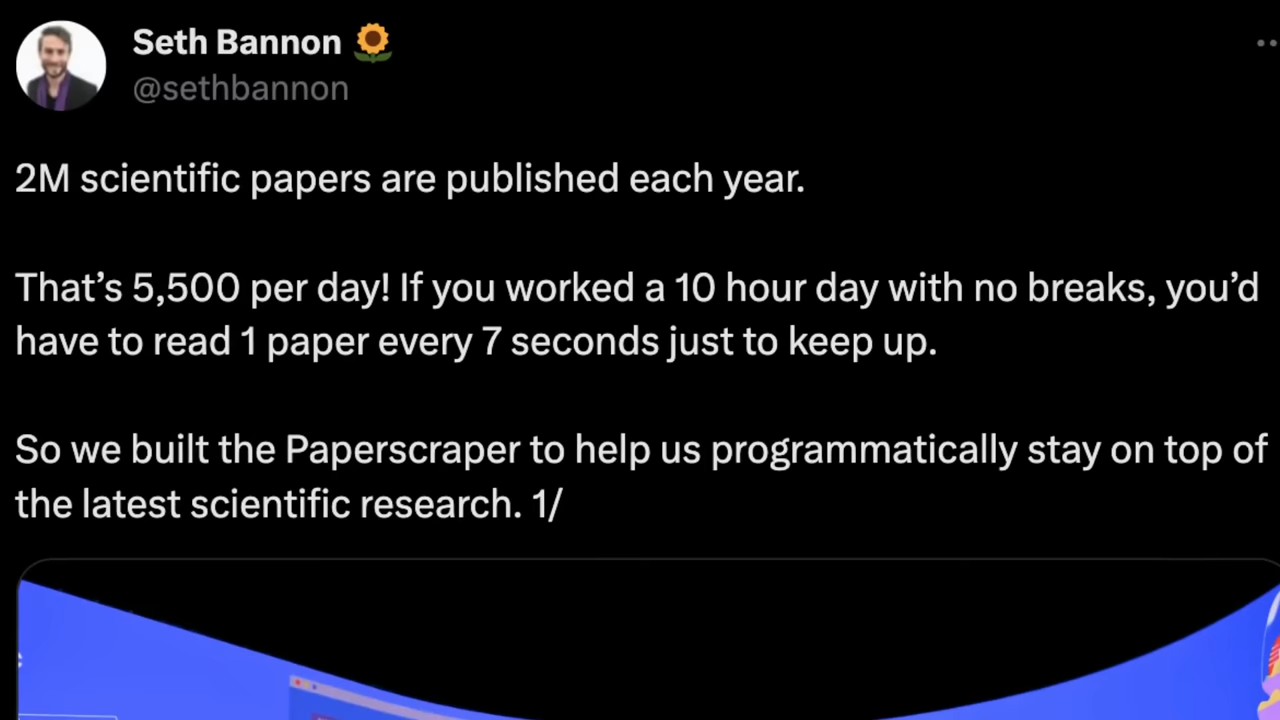 Seth Bannon 🌻
@sethbannon
2M scientific papers are published each year.
That’s 5,500 per day! If you worked a 10 hour day with no breaks, you’d
have to read 1 paper every 7 seconds just to keep up.
So we built the Paperscraper to help us programmatically stay on top of
the latest scientific research. 1/